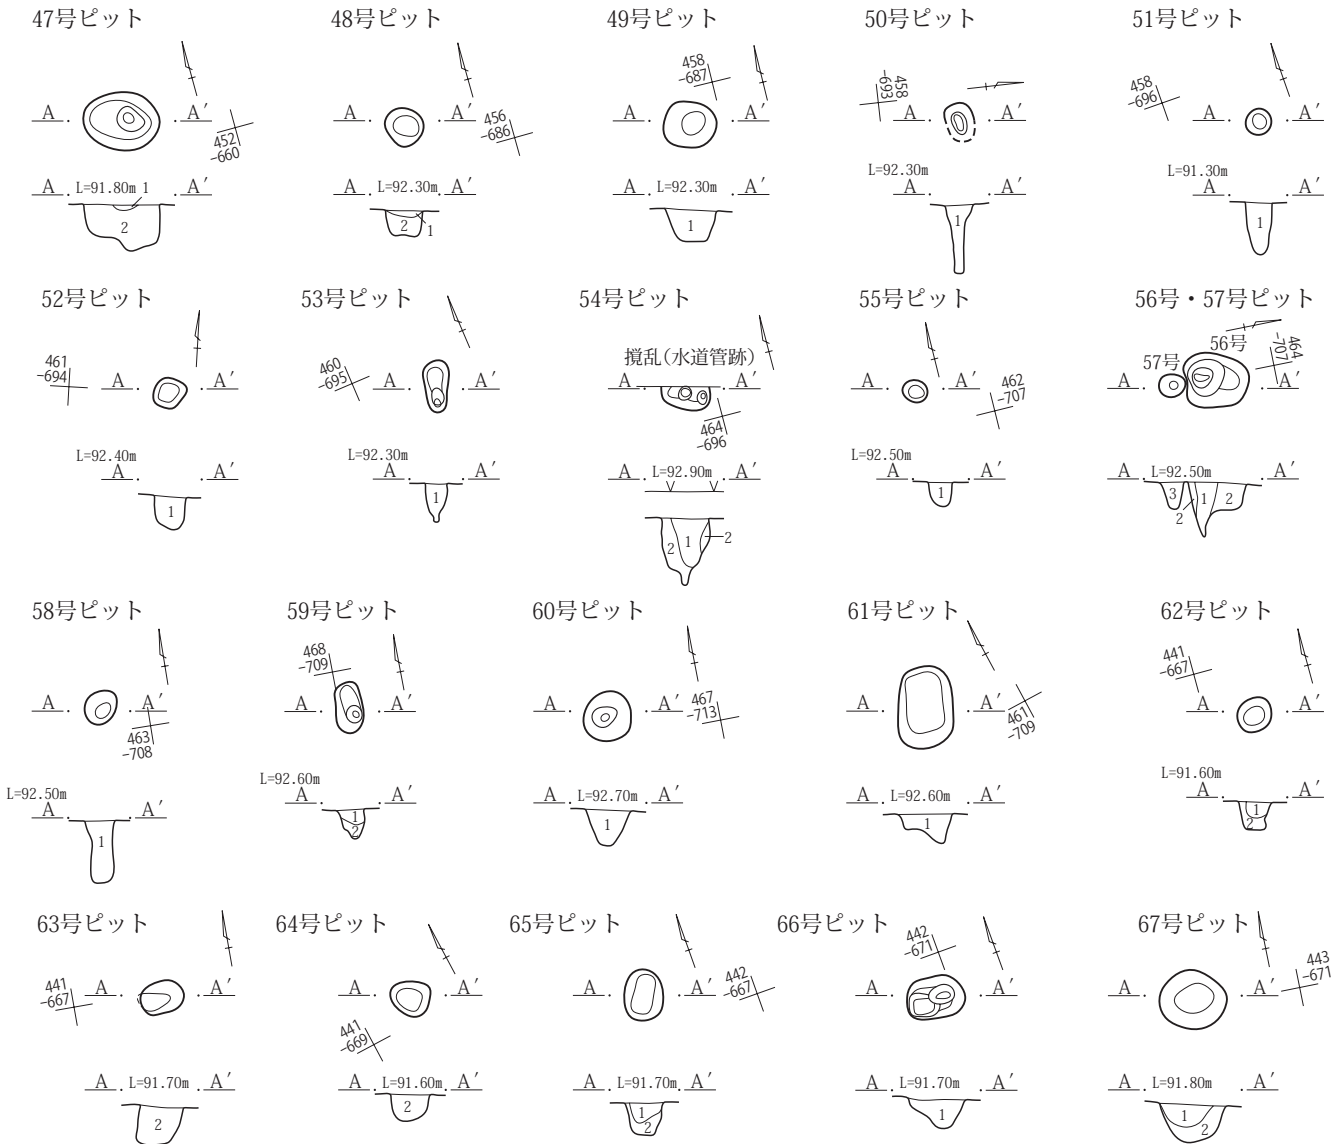 47号ピット
A A′
452
-660
A L=91.80m 1 A′
2
48号ピット
A A′
456
-686
A L=92.30m A′
2
1
49号ピット
458
-687
A A′
A L=92.30m A′
1
50号ピット
458
-693
A A′
L=92.30m
A A′
1
51号ピット
458
-696
A A′
L=91.30m
A A′
1
52号ピット
461
-694
A A′
L=92.40m
A A′
1
53号ピット
460
-695
A A′
L=92.30m
A A′
1
54号ピット
撹乱(水道管跡)
A A′
464
-696
A L=92.90m A′
2 1 2
55号ピット
A A′
462
-707
L=92.50m
A A′
1
56号・57号ピット
56号
57号
464
-707
A A′
A L=92.50m A′
3 1 2
2
58号ピット
A A′
463
-708
L=92.50m
A A′
1
59号ピット
468
-709
A A′
L=92.60m
A A′
1
2
60号ピット
A A′
467
-713
A L=92.70m A′
1
61号ピット
A A′
461
-709
A L=92.60m A′
1
62号ピット
441
-667
A A′
L=91.60m
A A′
1
2
63号ピット
441
-667
A A′
A L=91.70m A′
2
64号ピット
A A′
441
-669
A L=91.60m A′
2
65号ピット
A A′
442
-667
A L=91.70m A′
1
2
66号ピット
442
-671
A A′
A L=91.70m A′
1
67号ピット
A A′
443
-671
A L=91.80m A′
1
2